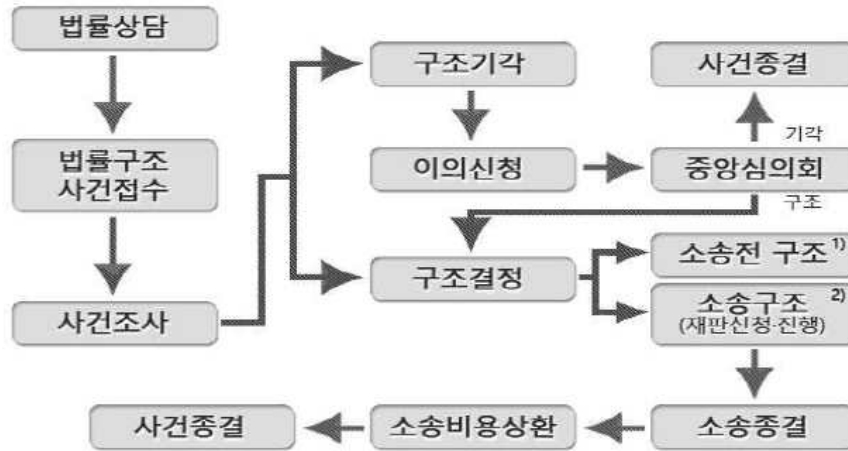 법률상담
구조기각
사건종결
기각
법률구조
사건접수
이의신청
중앙심의회
구조
구조결정
소송전 구조 1)
사건조사
소송구조 2)
(재판신청·진행)
사건종결
소송비용상환
소송종결